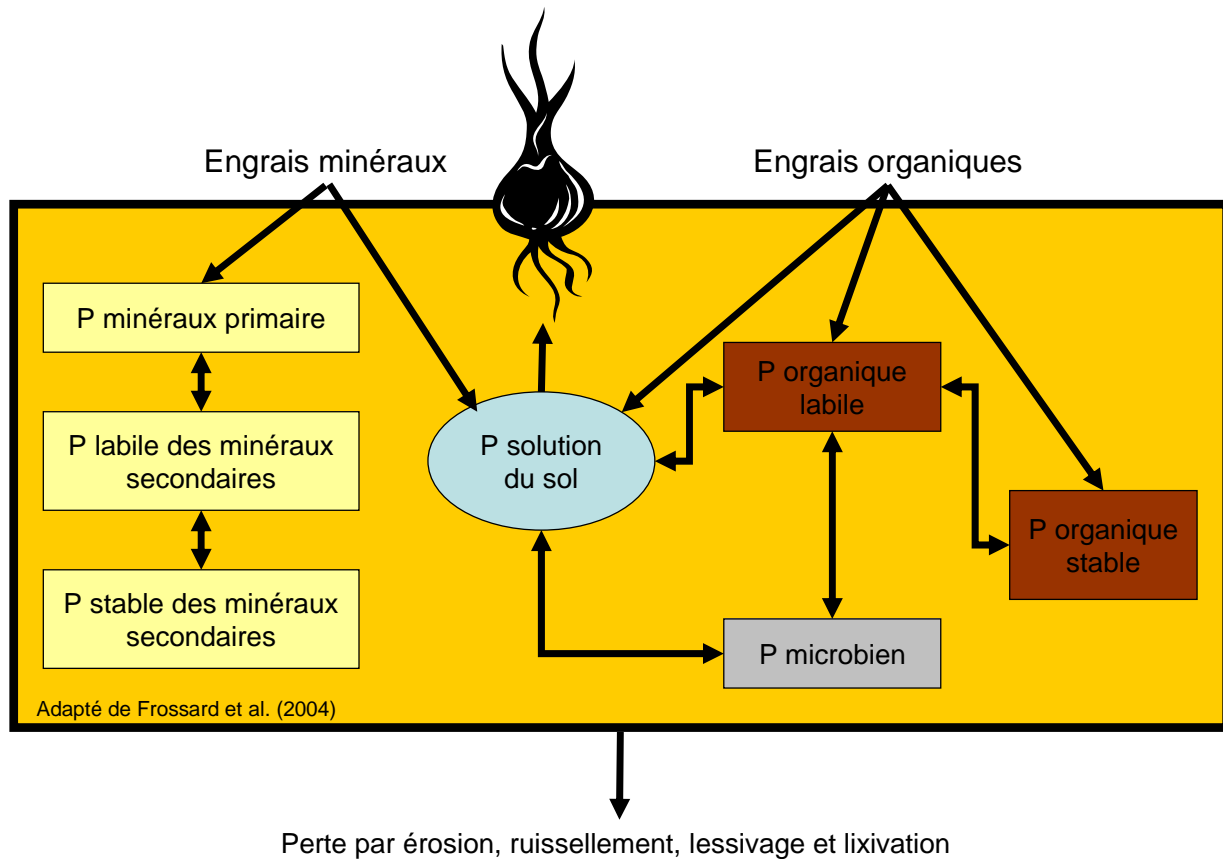 Engrais minéraux
Engrais organiques
P minéraux primaire
P labile des minéraux
secondaires
P stable des minéraux
secondaires
P solution
du sol
P organique
labile
P organique
stable
P microbien
Adapté de Frossard et al. (2004)
Perte par érosion, ruissellement, lessivage et lixivation